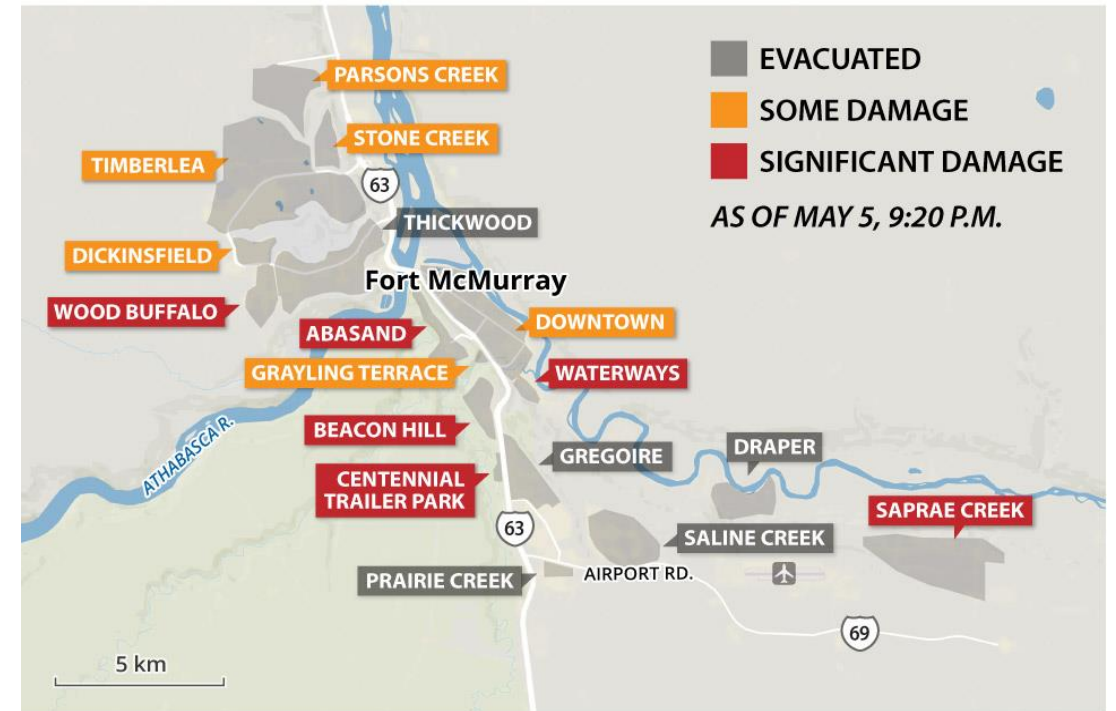 EVACUATED
SOME DAMAGE
SIGNIFICANT DAMAGE
AS OF MAY 5, 9:20 P.M.
PARSONS CREEK
STONE CREEK
TIMBERLEA
63
THICKWOOD
DICKINSFIELD
Fort McMurray
WOOD BUFFALO
ABASAND
DOWNTOWN
GRAYLING TERRACE
WATERWAYS
BEACON HILL
ATHABASCA R.
GREGOIRE
DRAPER
CENTENNIAL
TRAILER PARK
SAPRAE CREEK
63
SALINE CREEK
PRAIRIE CREEK
AIRPORT RD.
69
5 km